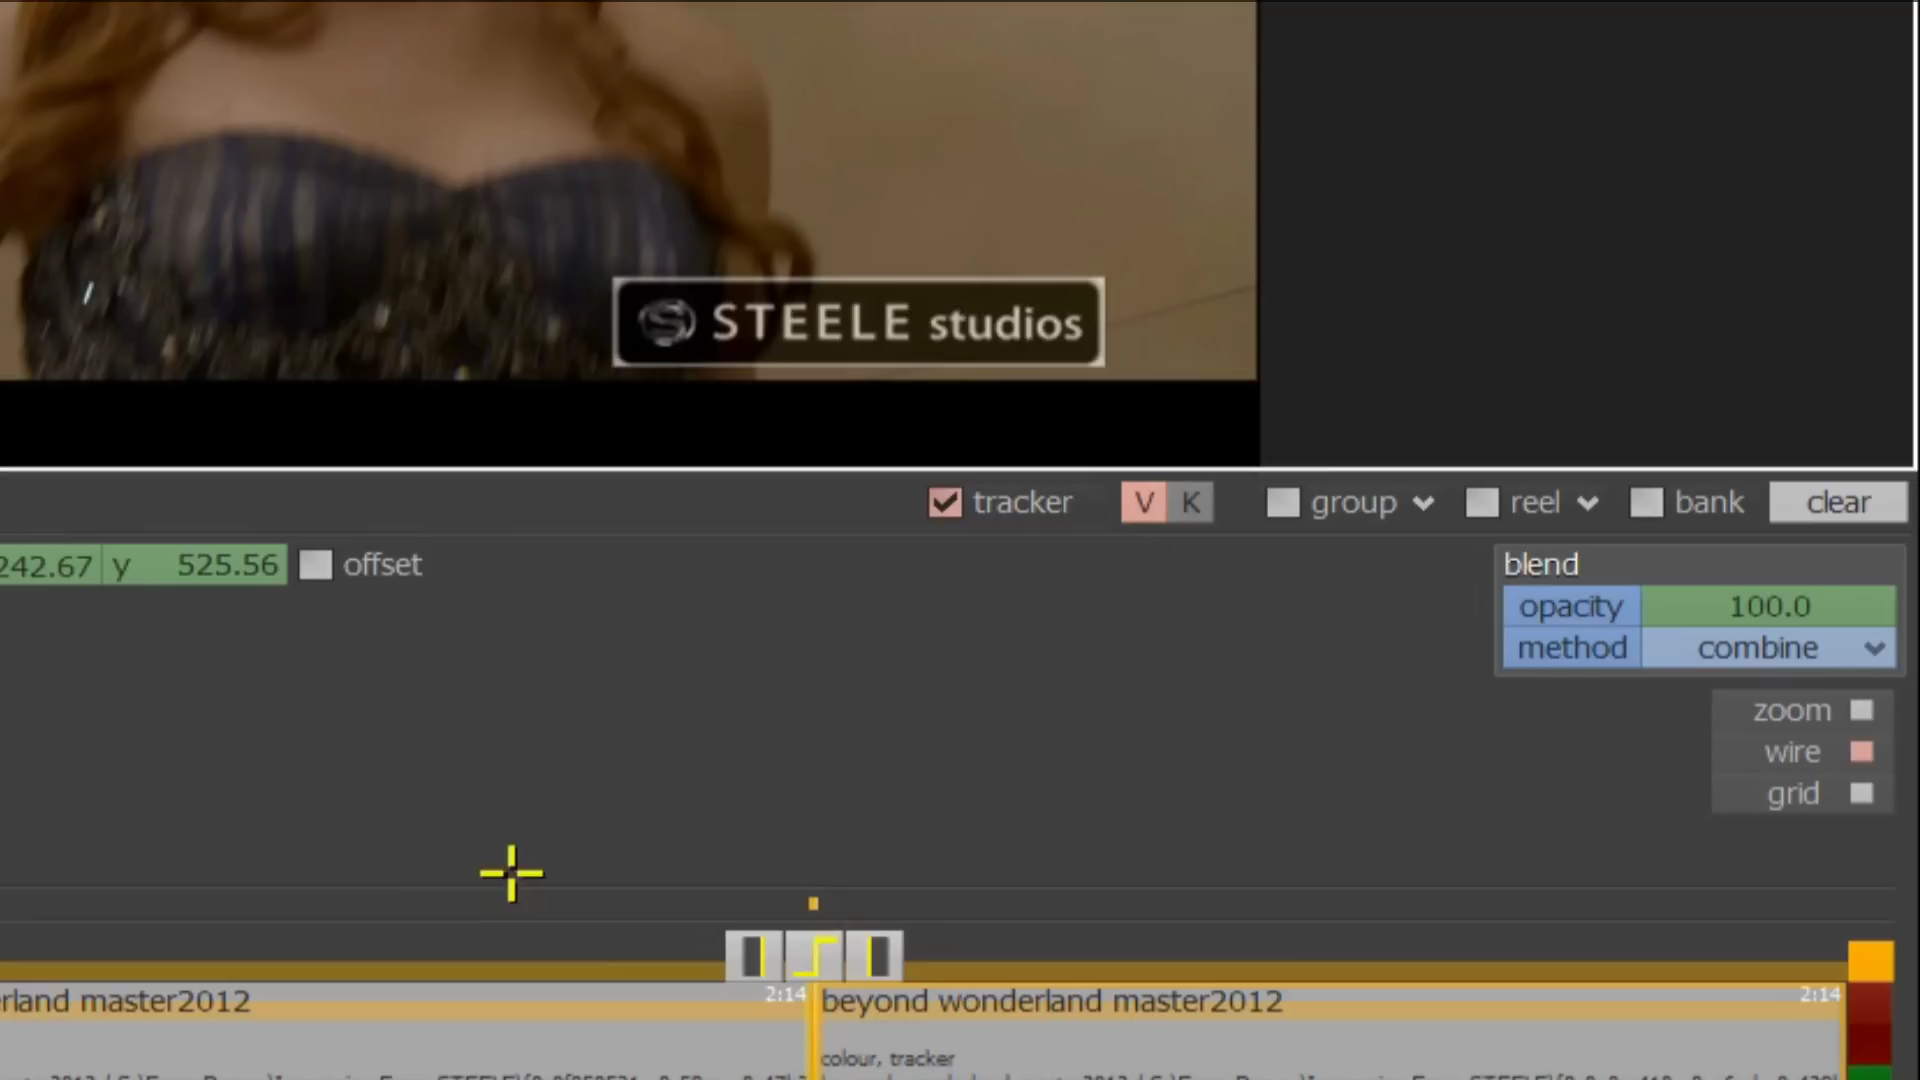 STEELE studios
tracker V K group reel bank clear
242.67 y 525.56 offset
blend
opacity 100.0
method combine
zoom
wire
grid
rland master2012 2:14 beyond wonderland master2012 2:14
colour, tracker